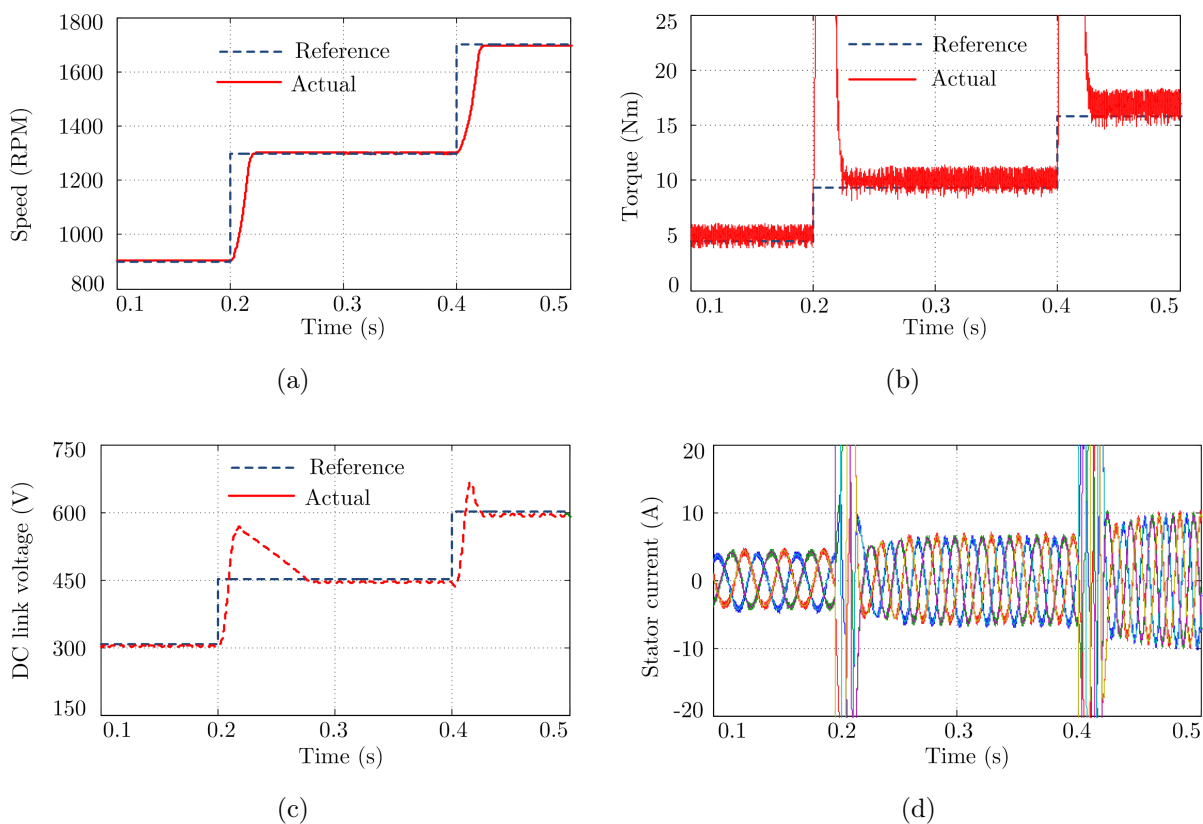 1800
1600
1400
1200
1000
800
Speed (RPM)
Reference
Actual
0.1
0.2
0.3
0.4
0.5
Time (s)
(a)
25
20
15
10
5
0
Torque (Nm)
Reference
Actual
0.1
0.2
0.3
0.4
0.5
Time (s)
(b)
750
600
450
300
150
DC link voltage (V)
Reference
Actual
0.1
0.2
0.3
0.4
0.5
Time (s)
(c)
20
10
0
-10
-20
Stator current (A)
0.1
0.2
0.3
0.4
0.5
Time (s)
(d)